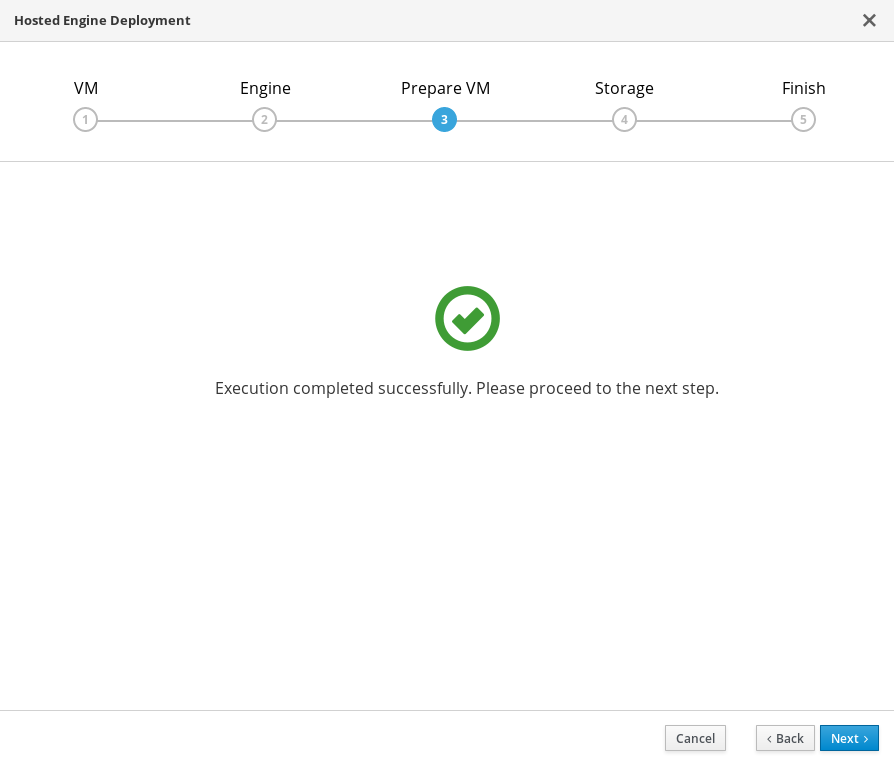 Hosted Engine Deployment
VM Engine Prepare VM Storage Finish
1 2 3 4 5
Execution completed successfully. Please proceed to the next step.
Cancel ‹ Back Next ›